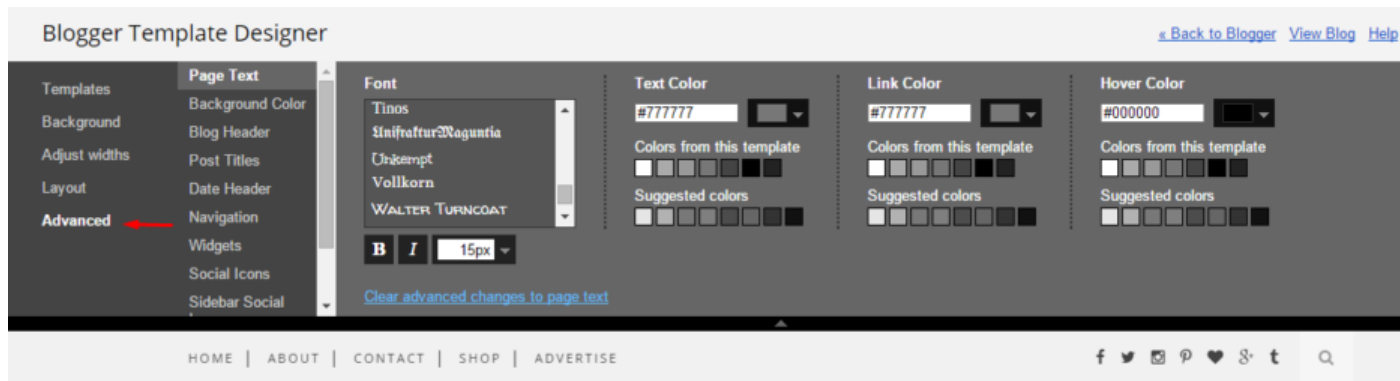 Blogger Template Designer
« Back to Blogger View Blog Help
Templates
Background
Adjust widths
Layout
Advanced
Page Text
Background Color
Blog Header
Post Titles
Date Header
Navigation
Widgets
Social Icons
Sidebar Social
Font
Tinos
UnifrakturMaguntia
Unkempt
Vollkorn
Walter Turncoat
B I 15px
Clear advanced changes to page text
Text Color
#777777
Colors from this template
Suggested colors
Link Color
#777777
Colors from this template
Suggested colors
Hover Color
#000000
Colors from this template
Suggested colors
HOME | ABOUT | CONTACT | SHOP | ADVERTISE